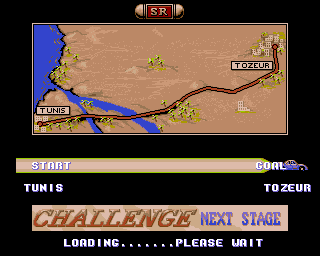 SR
TOZEUR
TUNIS
START GOAL
TUNIS TOZEUR
CHALLENGE NEXT STAGE
LOADING.......PLEASE WAIT